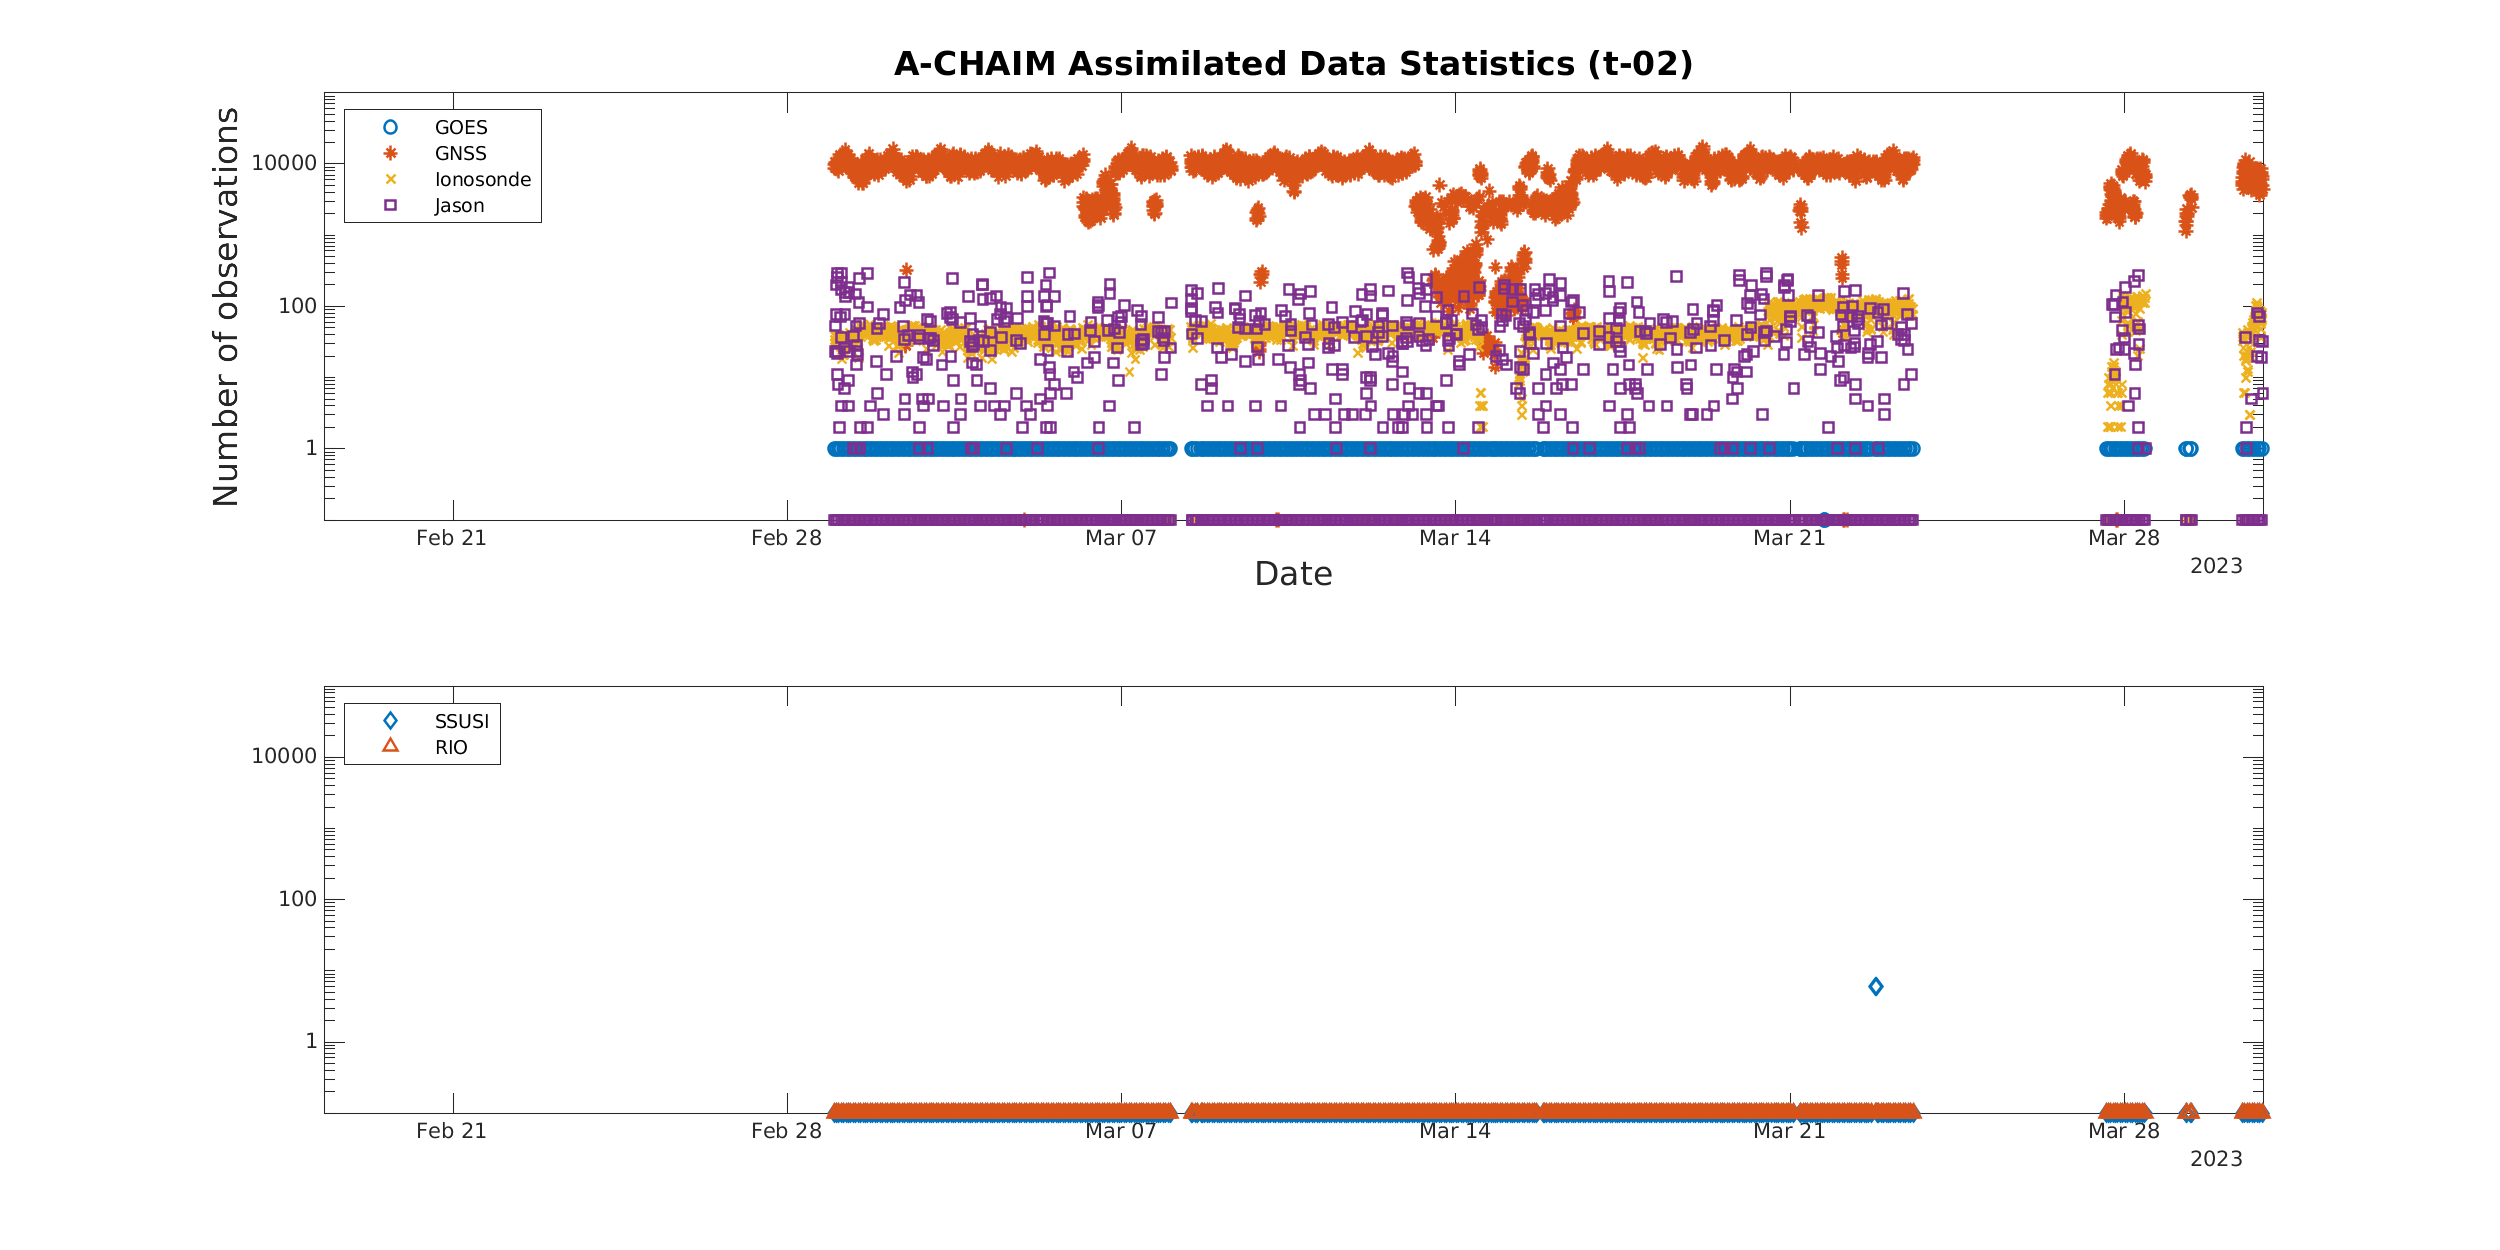 A-CHAIM Assimilated Data Statistics (t-02)
Number of observations
10000
100
1
GOES
GNSS
Ionosonde
Jason
Feb 21
Feb 28
Mar 07
Mar 14
Mar 21
Mar 28
2023
Date
10000
100
1
SSUSI
RIO
Feb 21
Feb 28
Mar 07
Mar 14
Mar 21
Mar 28
2023